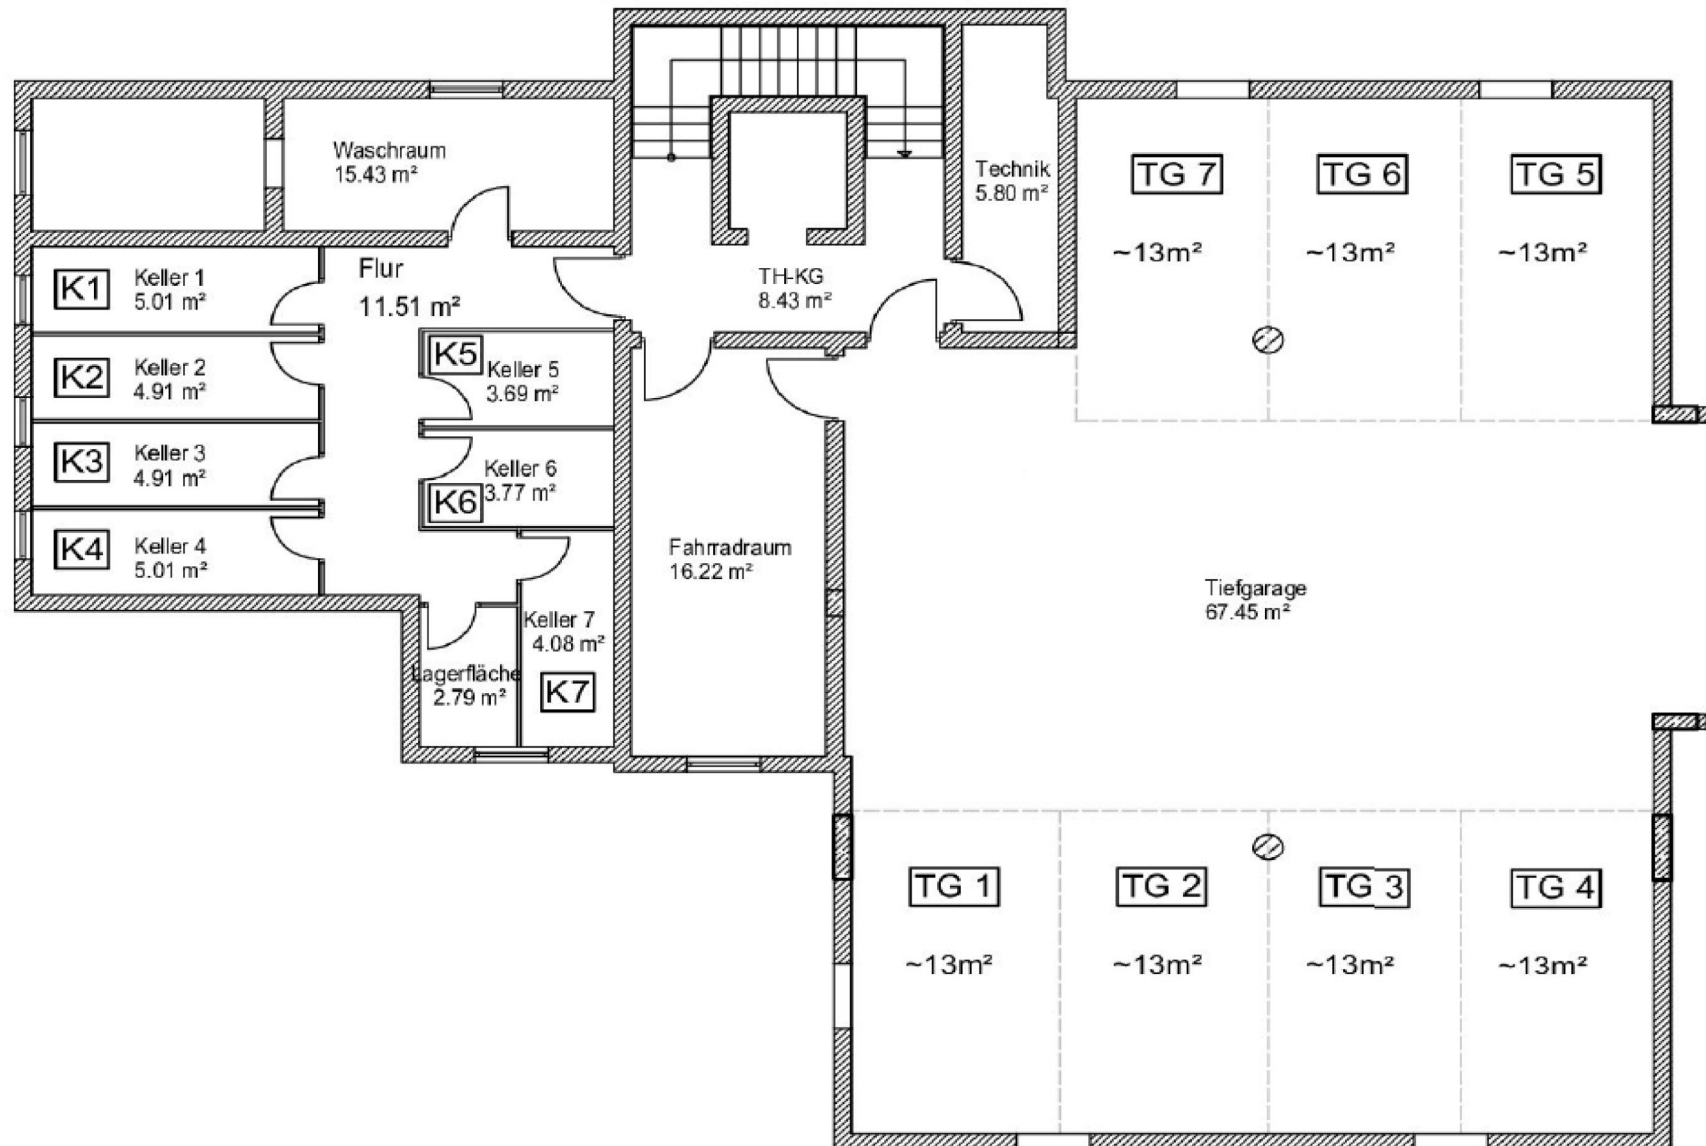 Waschraum
15.43 m²
Technik
5.80 m²
TG 7
TG 6
TG 5
~13m²
~13m²
~13m²
K1
Keller 1
5.01 m²
Flur
11.51 m²
TH-KG
8.43 m²
K2
Keller 2
4.91 m²
K5
Keller 5
3.69 m²
K3
Keller 3
4.91 m²
K6
Keller 6
3.77 m²
K4
Keller 4
5.01 m²
Fahrradraum
16.22 m²
Tiefgarage
67.45 m²
Keller 7
4.08 m²
K7
Lagerfläche
2.79 m²
TG 1
TG 2
TG 3
TG 4
~13m²
~13m²
~13m²
~13m²